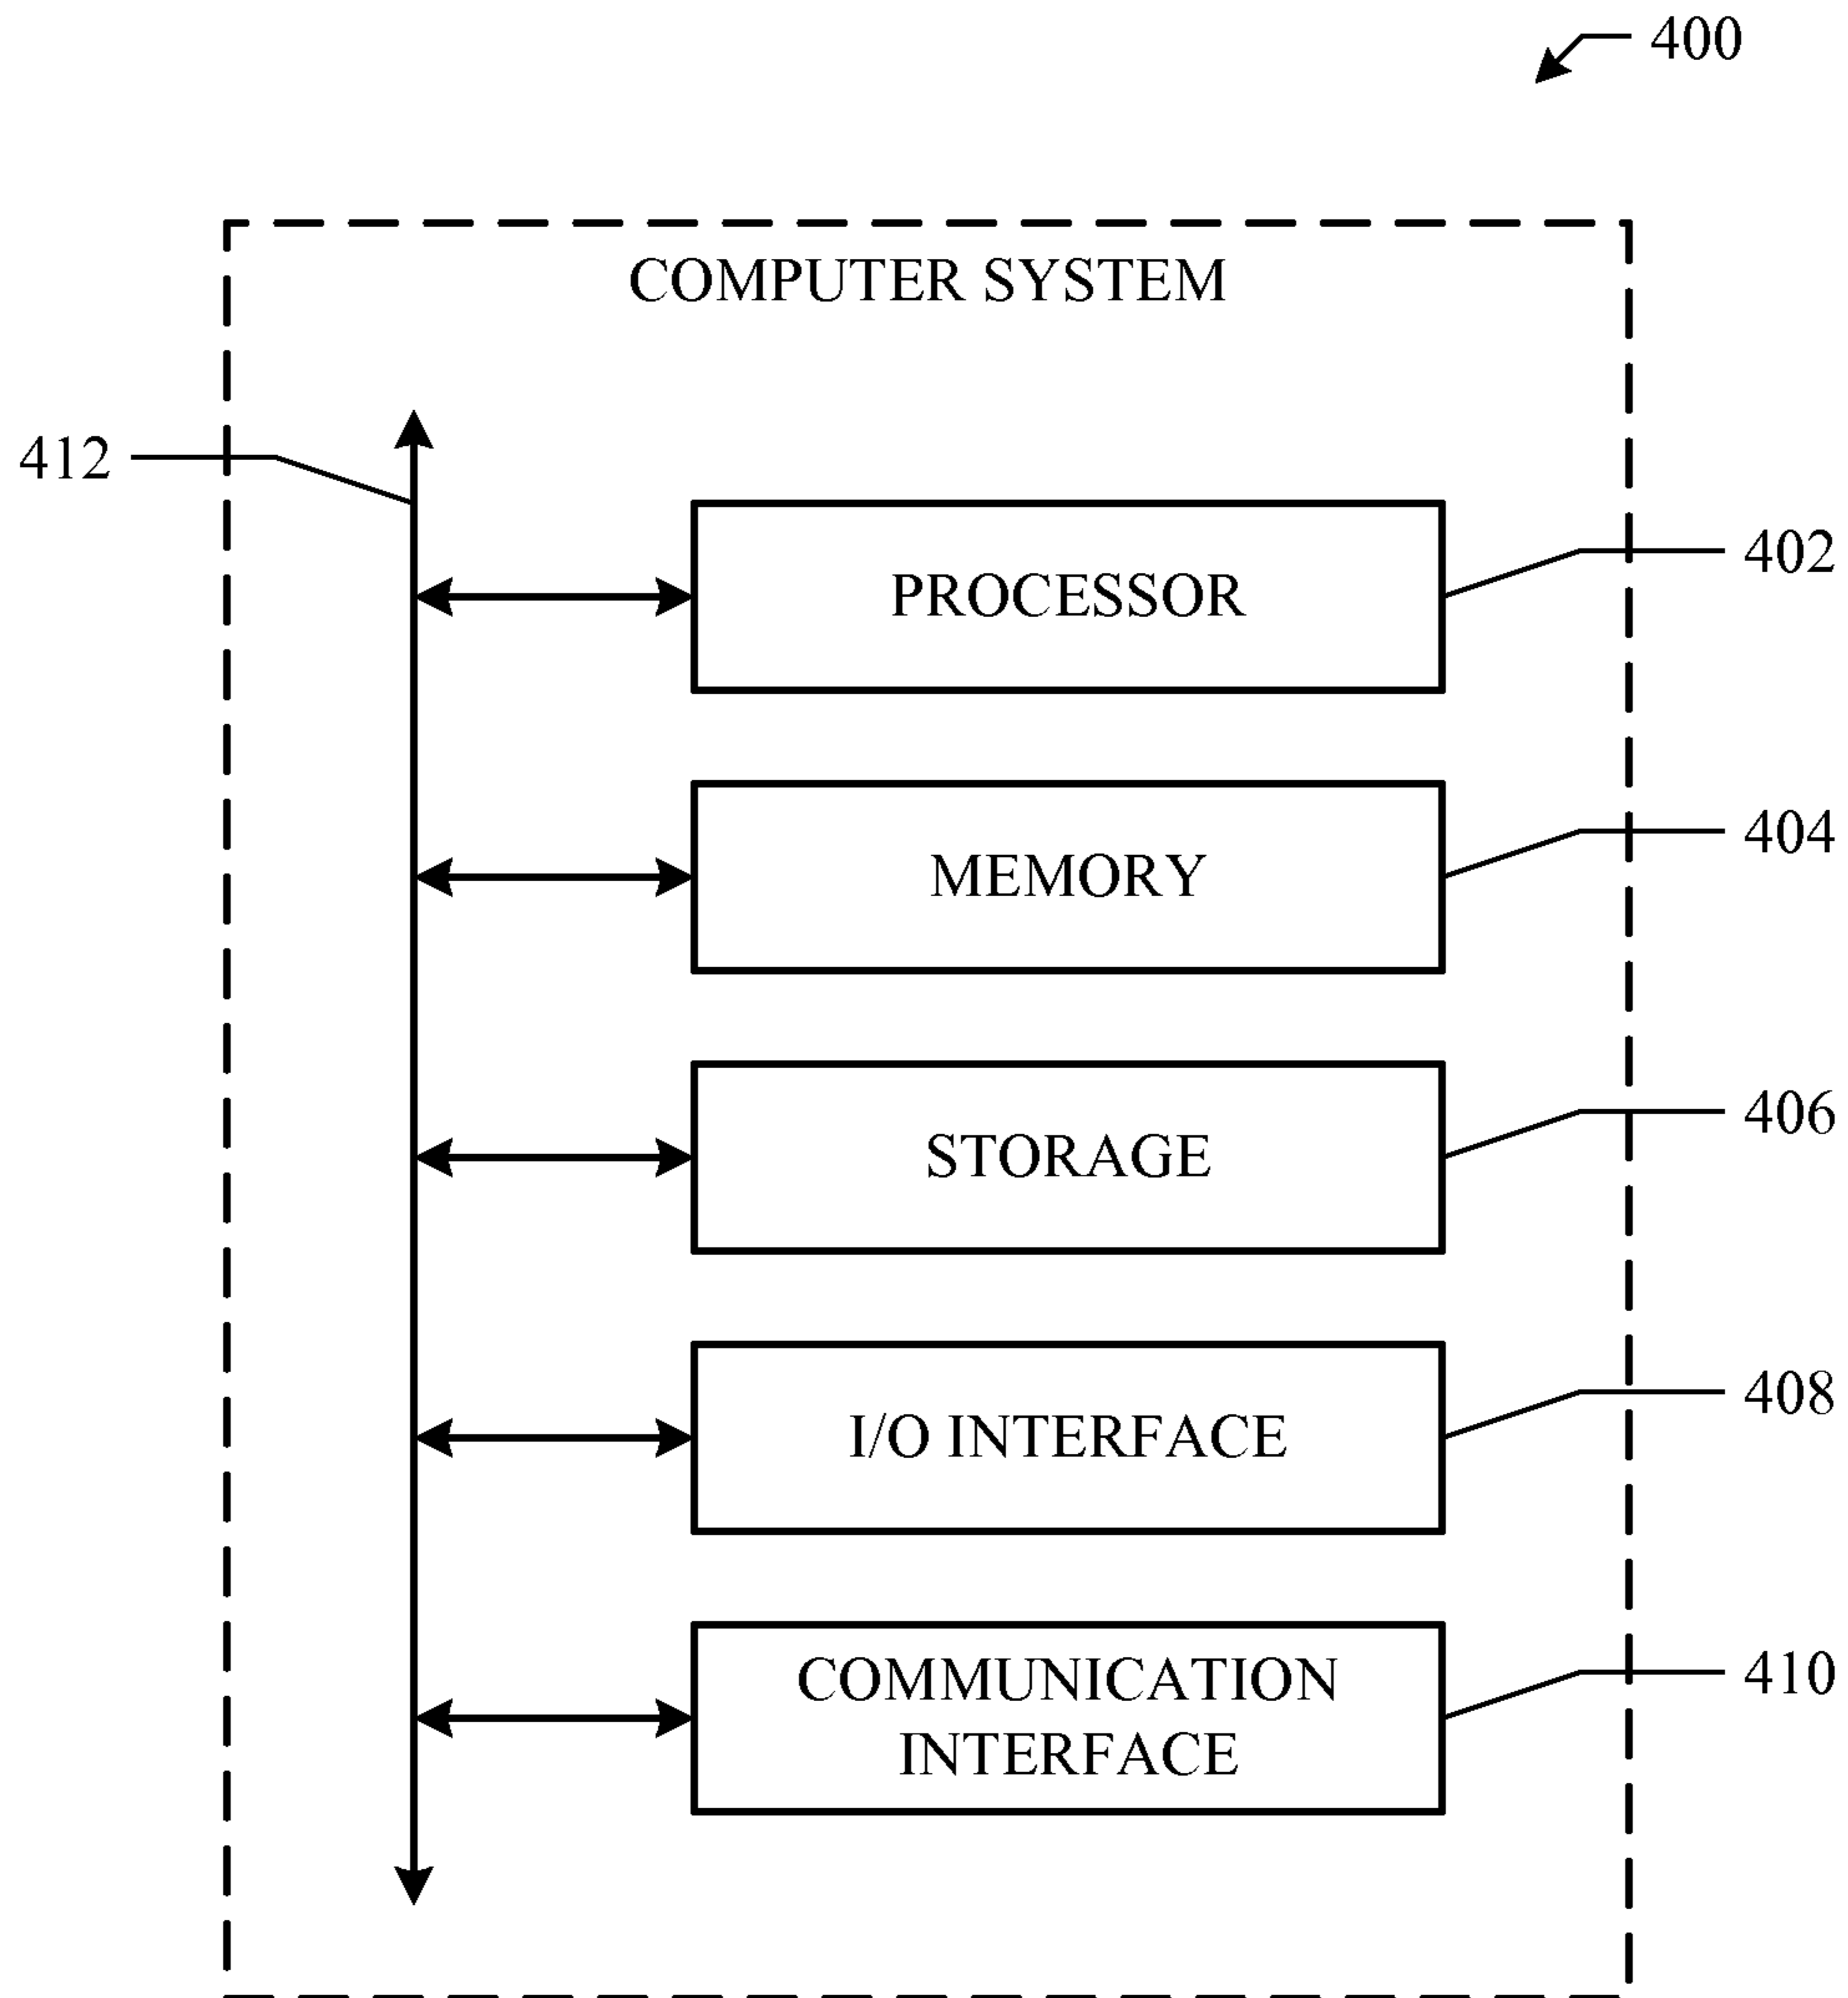 400
COMPUTER SYSTEM
412
PROCESSOR
402
MEMORY
404
STORAGE
406
I/O INTERFACE
408
COMMUNICATION
INTERFACE
410